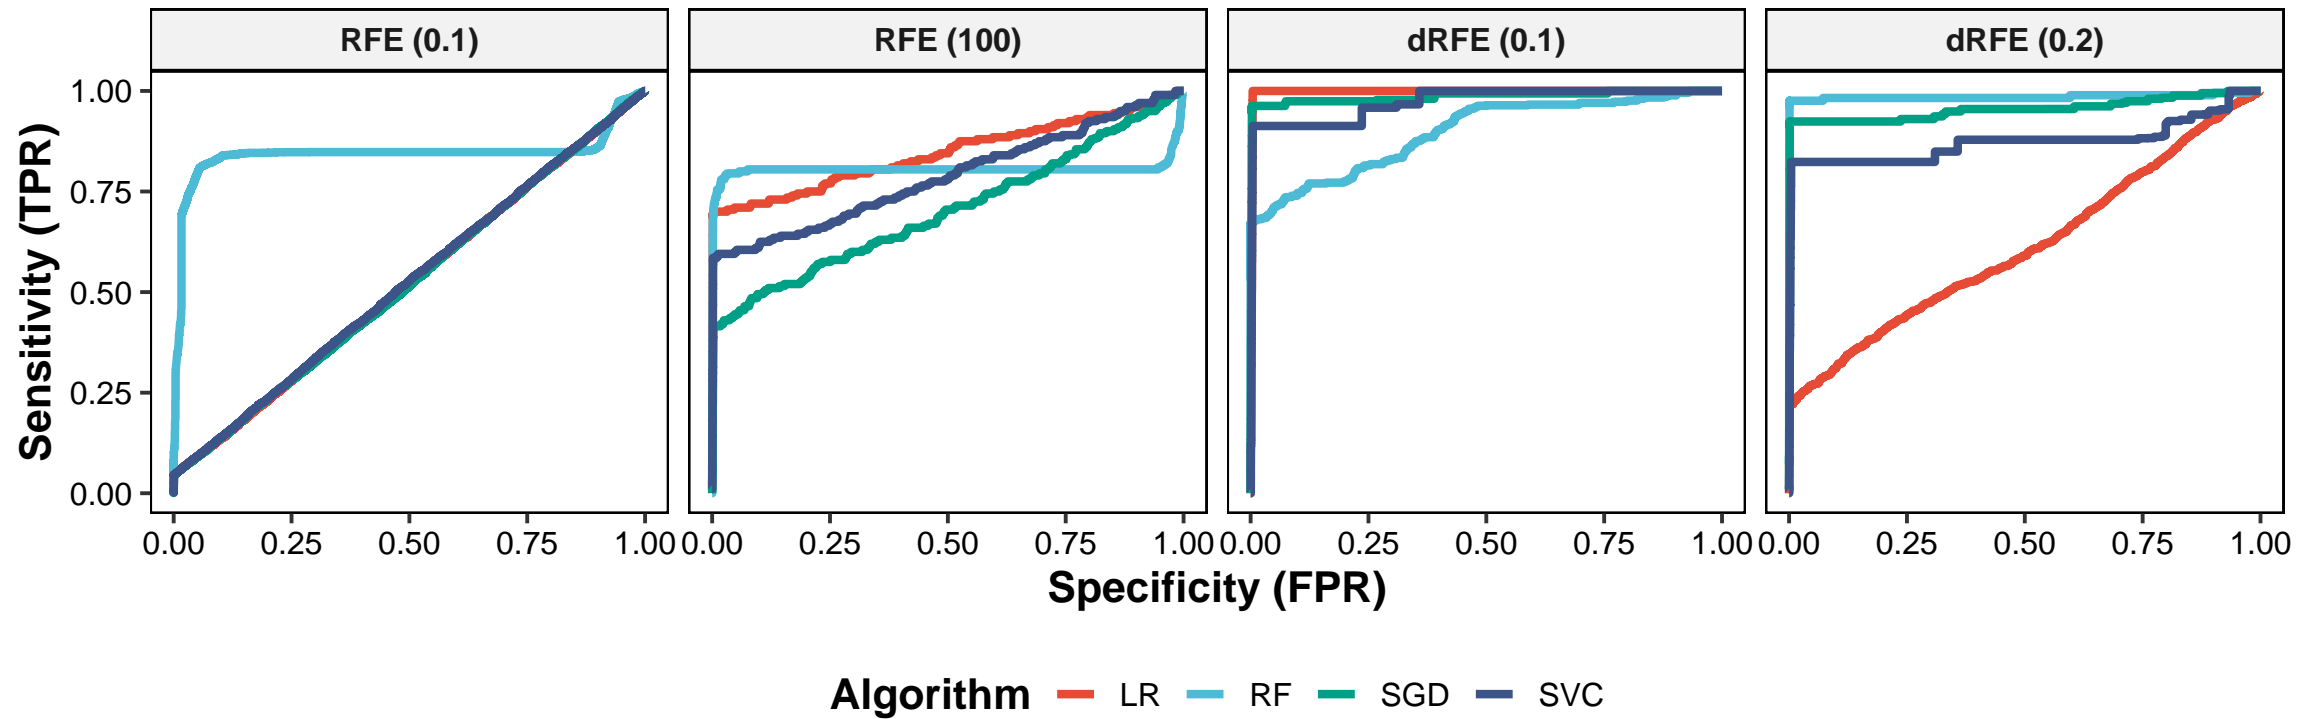 RFE (0.1) RFE (100) dRFE (0.1) dRFE (0.2)
Sensitivity (TPR)
1.00
0.75
0.50
0.25
0.00
0.00 0.25 0.50 0.75 1.00 0.00 0.25 0.50 0.75 1.00 0.00 0.25 0.50 0.75 1.00 0.00 0.25 0.50 0.75 1.00
Specificity (FPR)
Algorithm LR RF SGD SVC